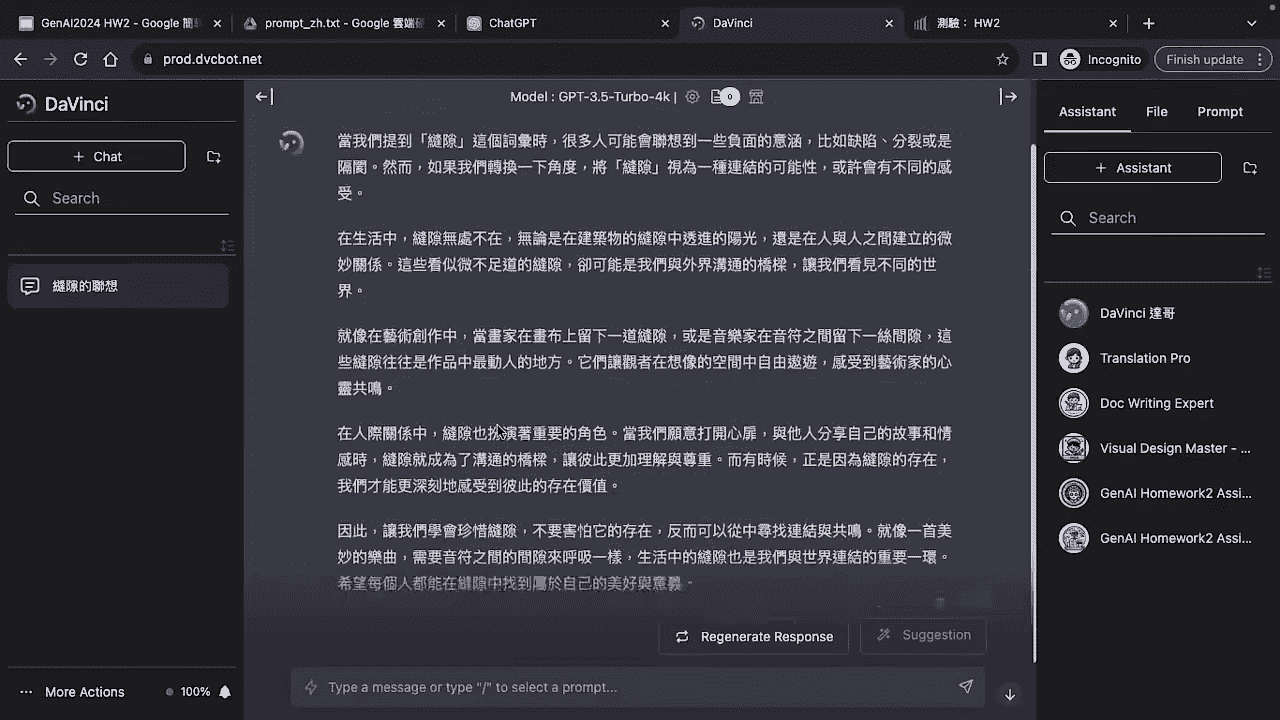 GenAI2024 HW2 - Google 簡
prompt_zh.txt - Google 雲端硬
ChatGPT
DaVinci
測驗： HW2
prod.dvcbot.net
Incognito
Finish update
DaVinci
Model : GPT-3.5-Turbo-4k |
0
Assistant
File
Prompt
+ Chat
Search
縫隙的聯想
當我們提到「縫隙」這個詞彙時，很多人可能會聯想到一些負面的意涵，比如缺陷、分裂或是
隔閡。然而，如果我們轉換一下角度，將「縫隙」視為一種連結的可能性，或許會有不同的感
受。
在生活中，縫隙無處不在，無論是在建築物的縫隙中透進的陽光，還是在人與人之間建立的微
妙關係。這些看似微不足道的縫隙，卻可能是我們與外界溝通的橋樑，讓我們看見不同的世
界。
就像在藝術創作中，當畫家在畫布上留下一道縫隙，或是音樂家在音符之間留下一絲間隙，這
些縫隙往往是作品中最動人的地方。它們讓觀者在想像的空間中自由遨遊，感受到藝術家的心
靈共鳴。
在人際關係中，縫隙也扮演著重要的角色。當我們願意打開心扉，與他人分享自己的故事和情
感時，縫隙就成為了溝通的橋樑，讓彼此更加理解與尊重。而有時候，正是因為縫隙的存在，
我們才能更深刻地感受到彼此的存在價值。
因此，讓我們學會珍惜縫隙，不要害怕它的存在，反而可以從中尋找連結與共鳴。就像一首美
妙的樂曲，需要音符之間的間隙來呼吸一樣，生活中的縫隙也是我們與世界連結的重要一環。
希望每個人都能在縫隙中找到屬於自己的美好與意義。
Regenerate Response
Suggestion
Type a message or type "/" to select a prompt...
More Actions
100%
+ Assistant
Search
DaVinci 達哥
Translation Pro
Doc Writing Expert
Visual Design Master - ...
GenAI Homework2 Assi...
GenAI Homework2 Assi...